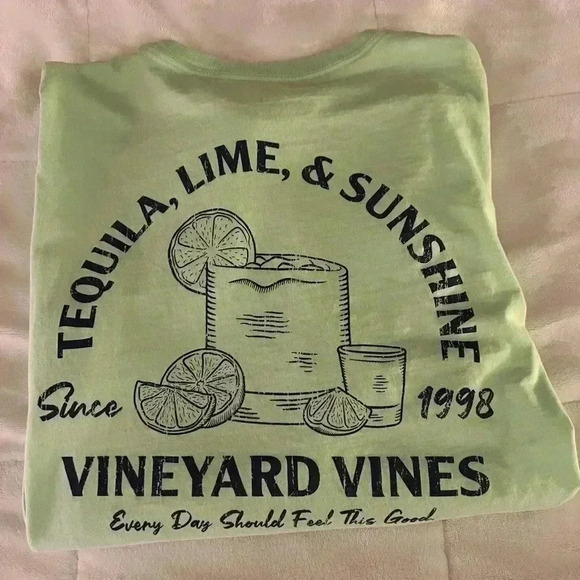 TEQUILA, LIME, & SUNSHINE
Since 1998
VINEYARD VINES
Every Day Should Feel This Good